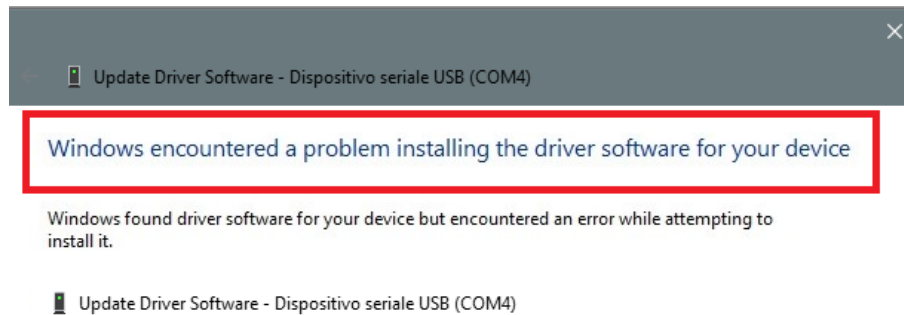 Update Driver Software - Dispositivo seriale USB (COM4)
Windows encountered a problem installing the driver software for your device
Windows found driver software for your device but encountered an error while attempting to
install it.
Update Driver Software - Dispositivo seriale USB (COM4)